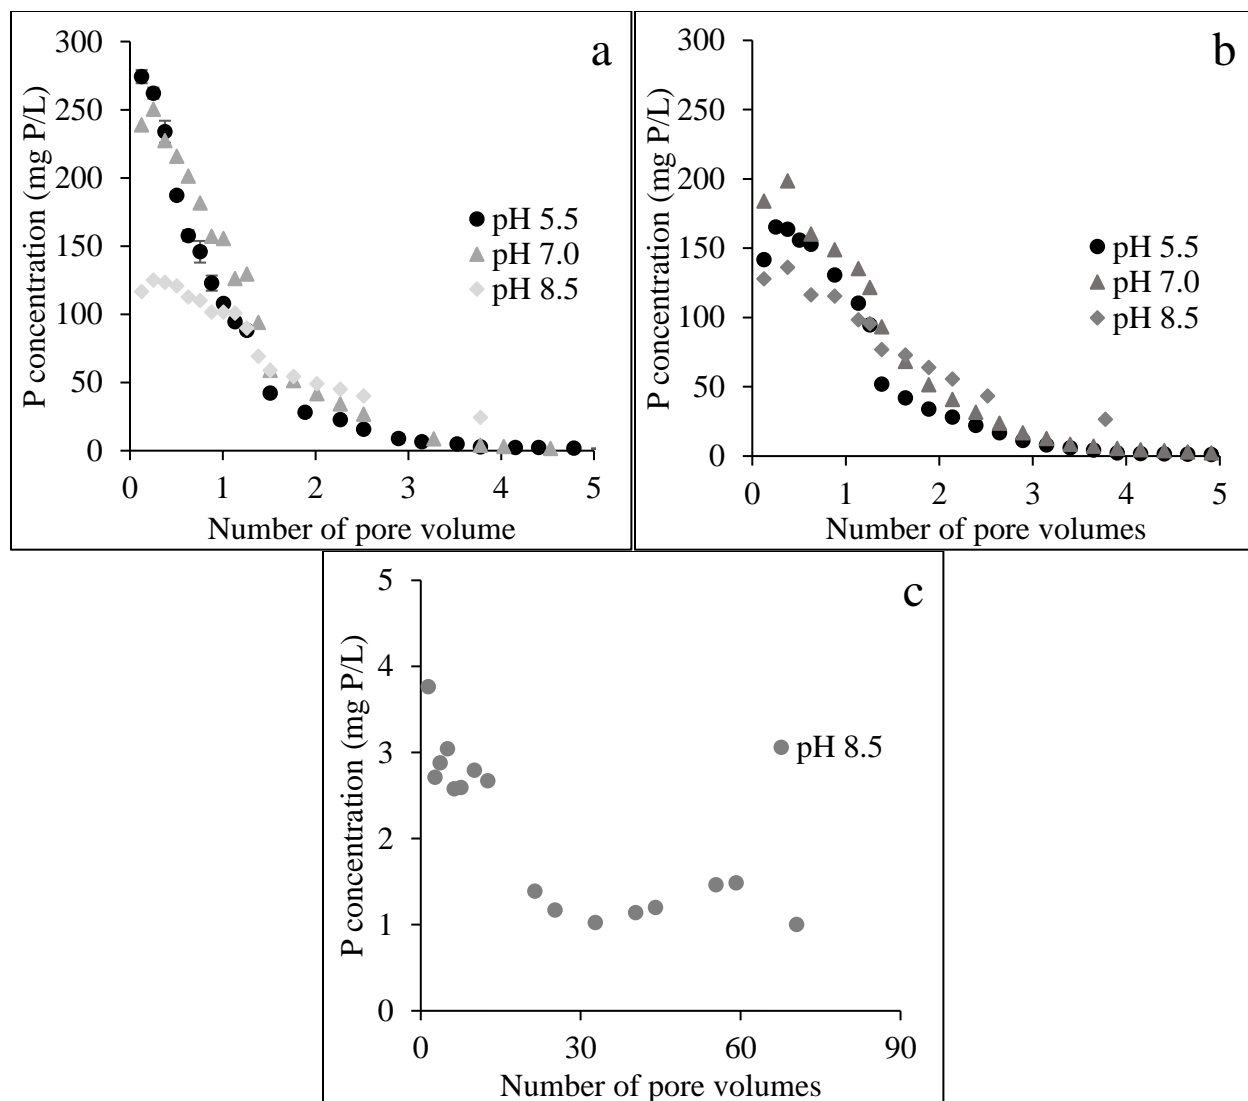 a
P concentration (mg P/L)
300
250
200
150
100
50
0
pH 5.5
pH 7.0
pH 8.5
0 1 2 3 4 5
Number of pore volume
b
P concentration (mg P/L)
300
250
200
150
100
50
0
pH 5.5
pH 7.0
pH 8.5
0 1 2 3 4 5
Number of pore volumes
c
P concentration (mg P/L)
5
4
3
2
1
0
pH 8.5
0 30 60 90
Number of pore volumes